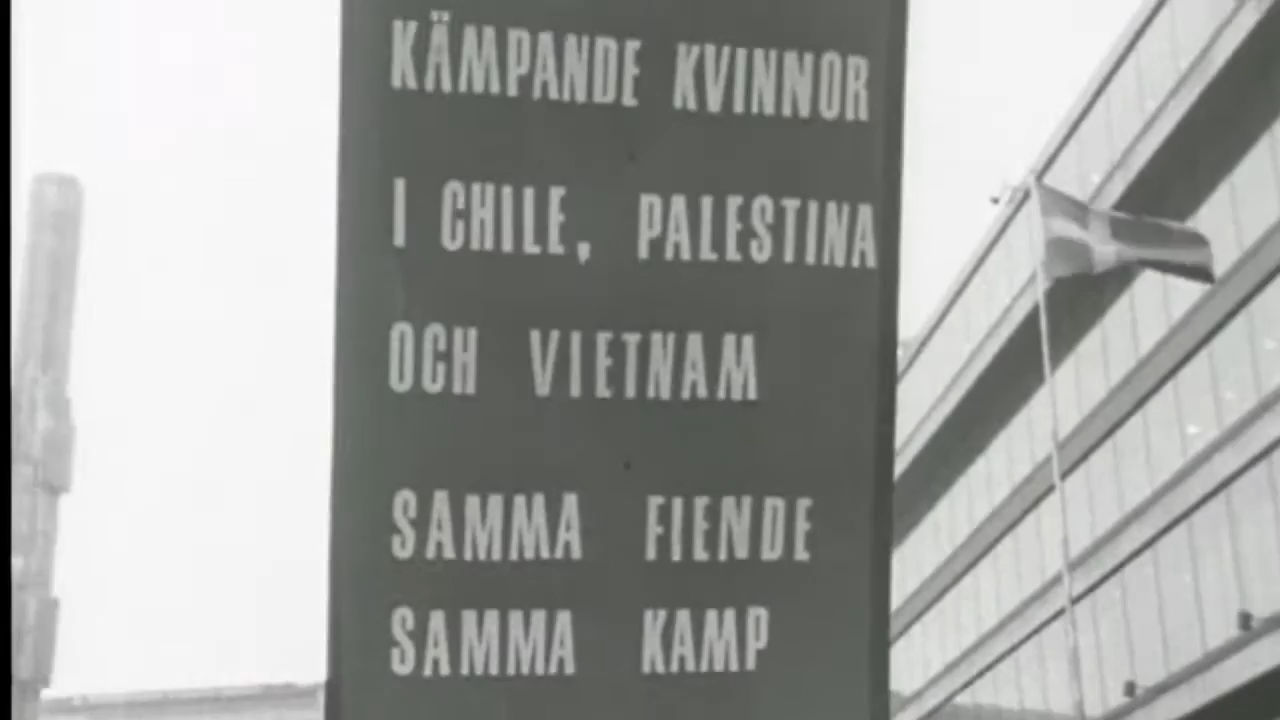 KÄMPANDE KVINNOR
I CHILE, PALESTINA
OCH VIETNAM
SAMMA FIENDE
SAMMA KAMP